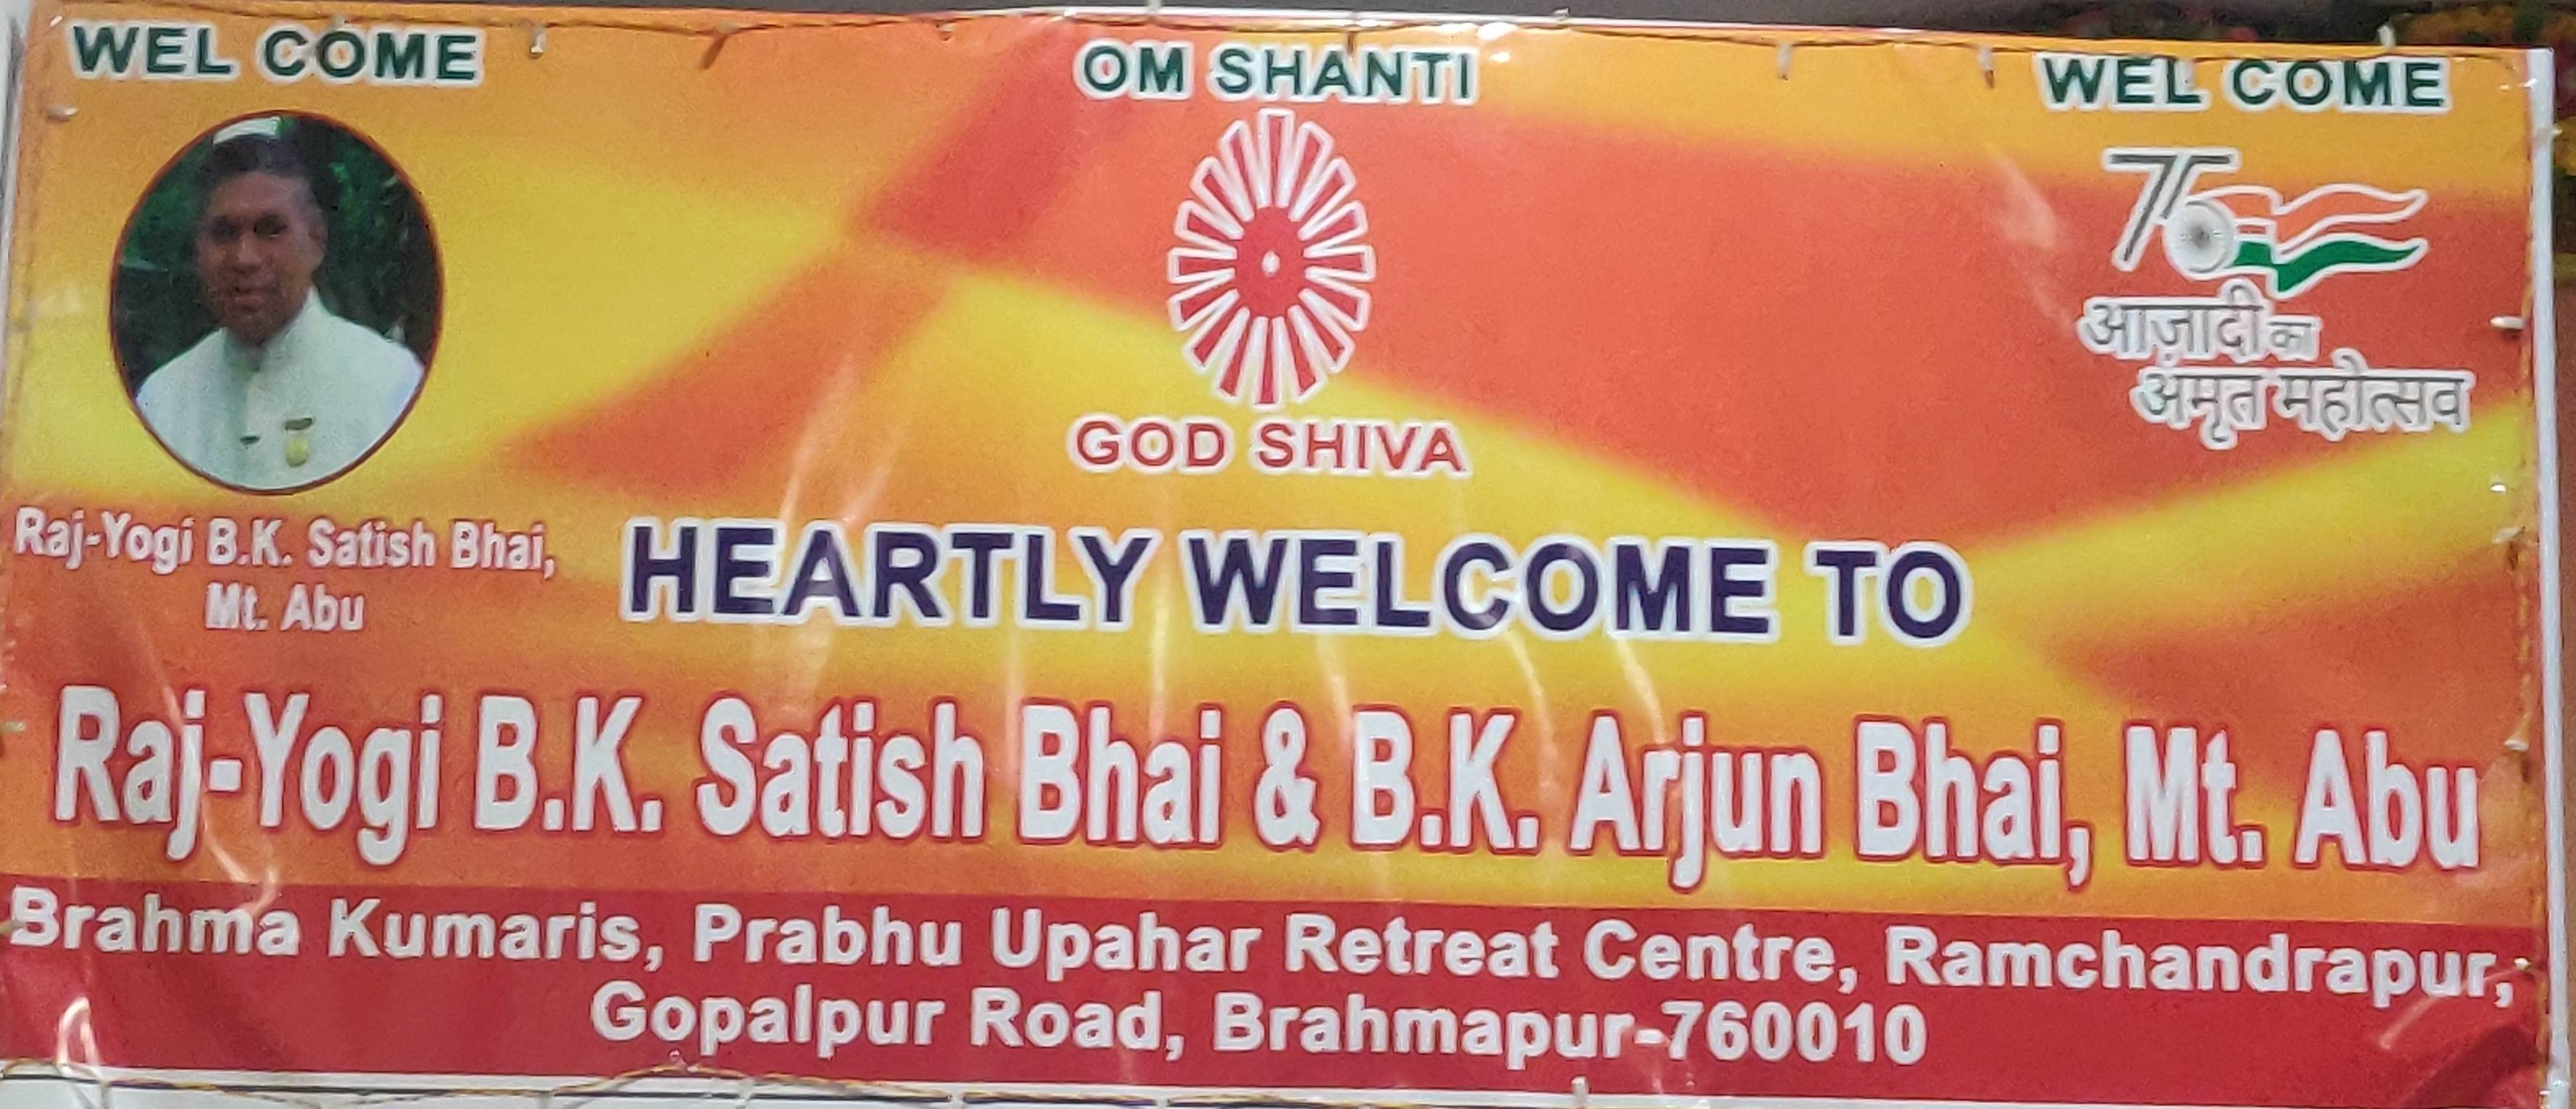 WEL COME
OM SHANTI
WEL COME
75
आज़ादी का
अमृत महोत्सव
GOD SHIVA
Raj-Yogi B.K. Satish Bhai,
Mt. Abu
HEARTLY WELCOME TO
Raj-Yogi B.K. Satish Bhai & B.K. Arjun Bhai, Mt. Abu
Brahma Kumaris, Prabhu Upahar Retreat Centre, Ramchandrapur,
Gopalpur Road, Brahmapur-760010